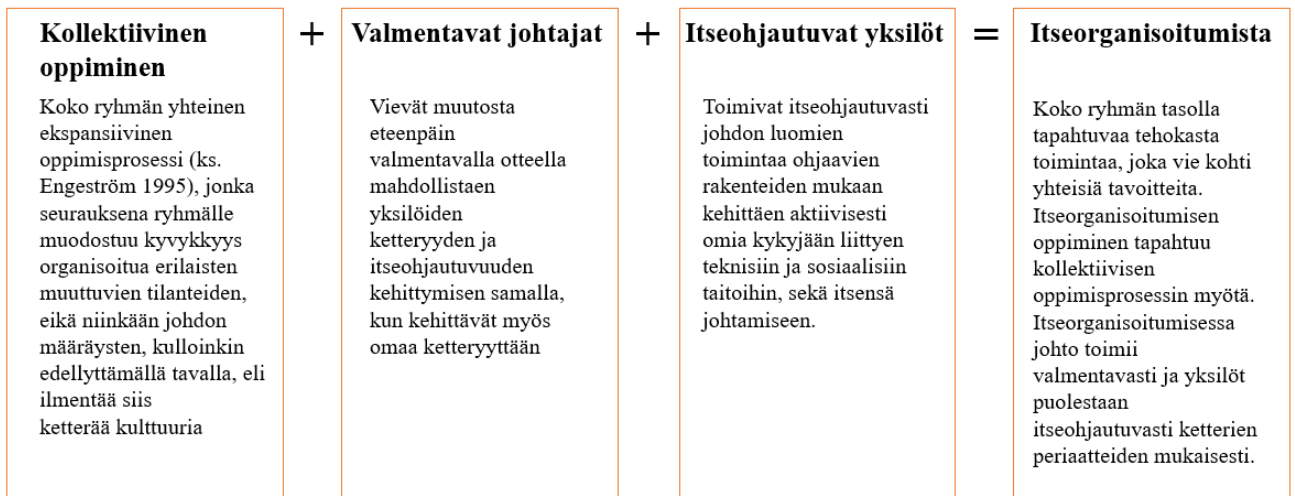 Kollektiivinen
oppiminen
Koko ryhmän yhteinen
ekspansiivinen
oppimisprosessi (ks.
Engeström 1995), jonka
seurauksena ryhmälle
muodostuu kyvykkyys
organisoitua erilaisten
muuttuvien tilanteiden,
eikä niinkään johdon
määräysten, kulloinkin
edellyttämällä tavalla, eli
ilmentää siis
ketterää kulttuuria
+
Valmentavat johtajat
Vievät muutosta
eteenpäin
valmentavalla otteella
mahdollistaen
yksilöiden
ketteryyden ja
itseohjautuvuuden
kehittymisen samalla,
kun kehittävät myös
omaa ketteryyttään
+
Itseohjautuvat yksilöt
Toimivat itseohjautuvasti
johdon luomien
toimintaa ohjaavien
rakenteiden mukaan
kehittäen aktiivisesti
omia kykyjään liittyen
teknisiin ja sosiaalisiin
taitoihin, sekä itsensä
johtamiseen.
=
Itseorganisoitumista
Koko ryhmän tasolla
tapahtuvaa tehokasta
toimintaa, joka vie kohti
yhteisiä tavoitteita.
Itseorganisoitumisen
oppiminen tapahtuu
kollektiivisen
oppimisprosessin myötä.
Itseorganisoitumisessa
johto toimii
valmentavasti ja yksilöt
puolestaan
itseohjautuvasti ketterien
periaatteiden mukaisesti.